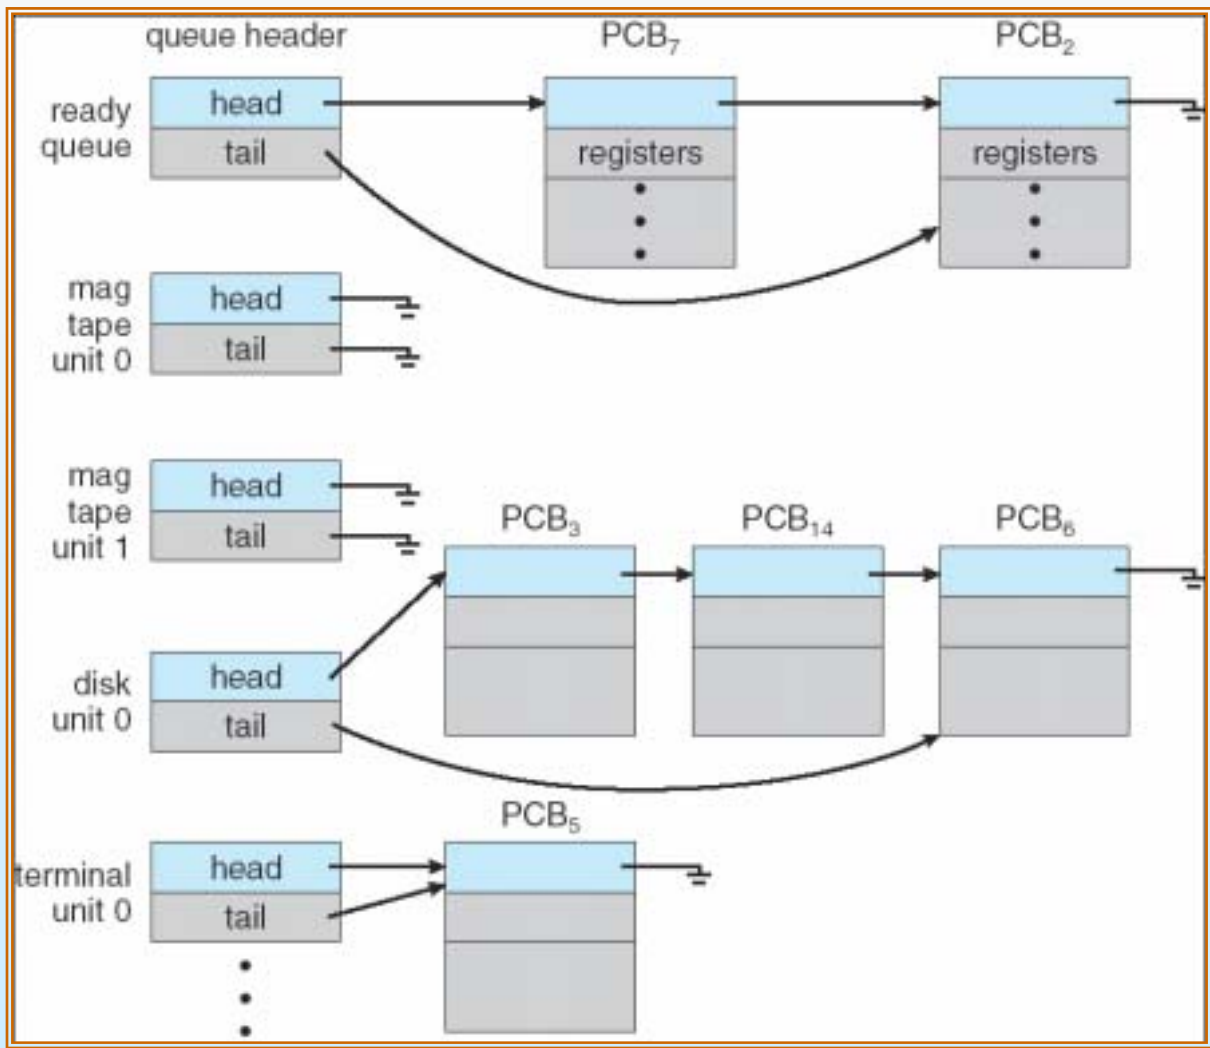 queue header
PCB₇
PCB₂
ready
queue
head
tail
registers
registers
mag
tape
unit 0
head
tail
mag
tape
unit 1
head
tail
PCB₃
PCB₁₄
PCB₆
disk
unit 0
head
tail
PCB₅
terminal
unit 0
head
tail